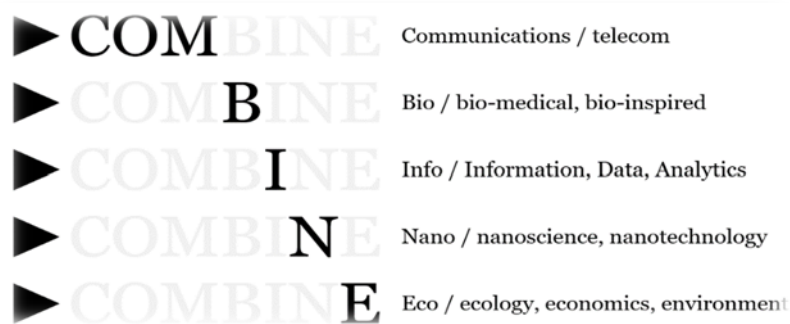 COMBINE Communications / telecom
COMBINE Bio / bio-medical, bio-inspired
COMBINE Info / Information, Data, Analytics
COMBINE Nano / nanoscience, nanotechnology
COMBINE Eco / ecology, economics, environment